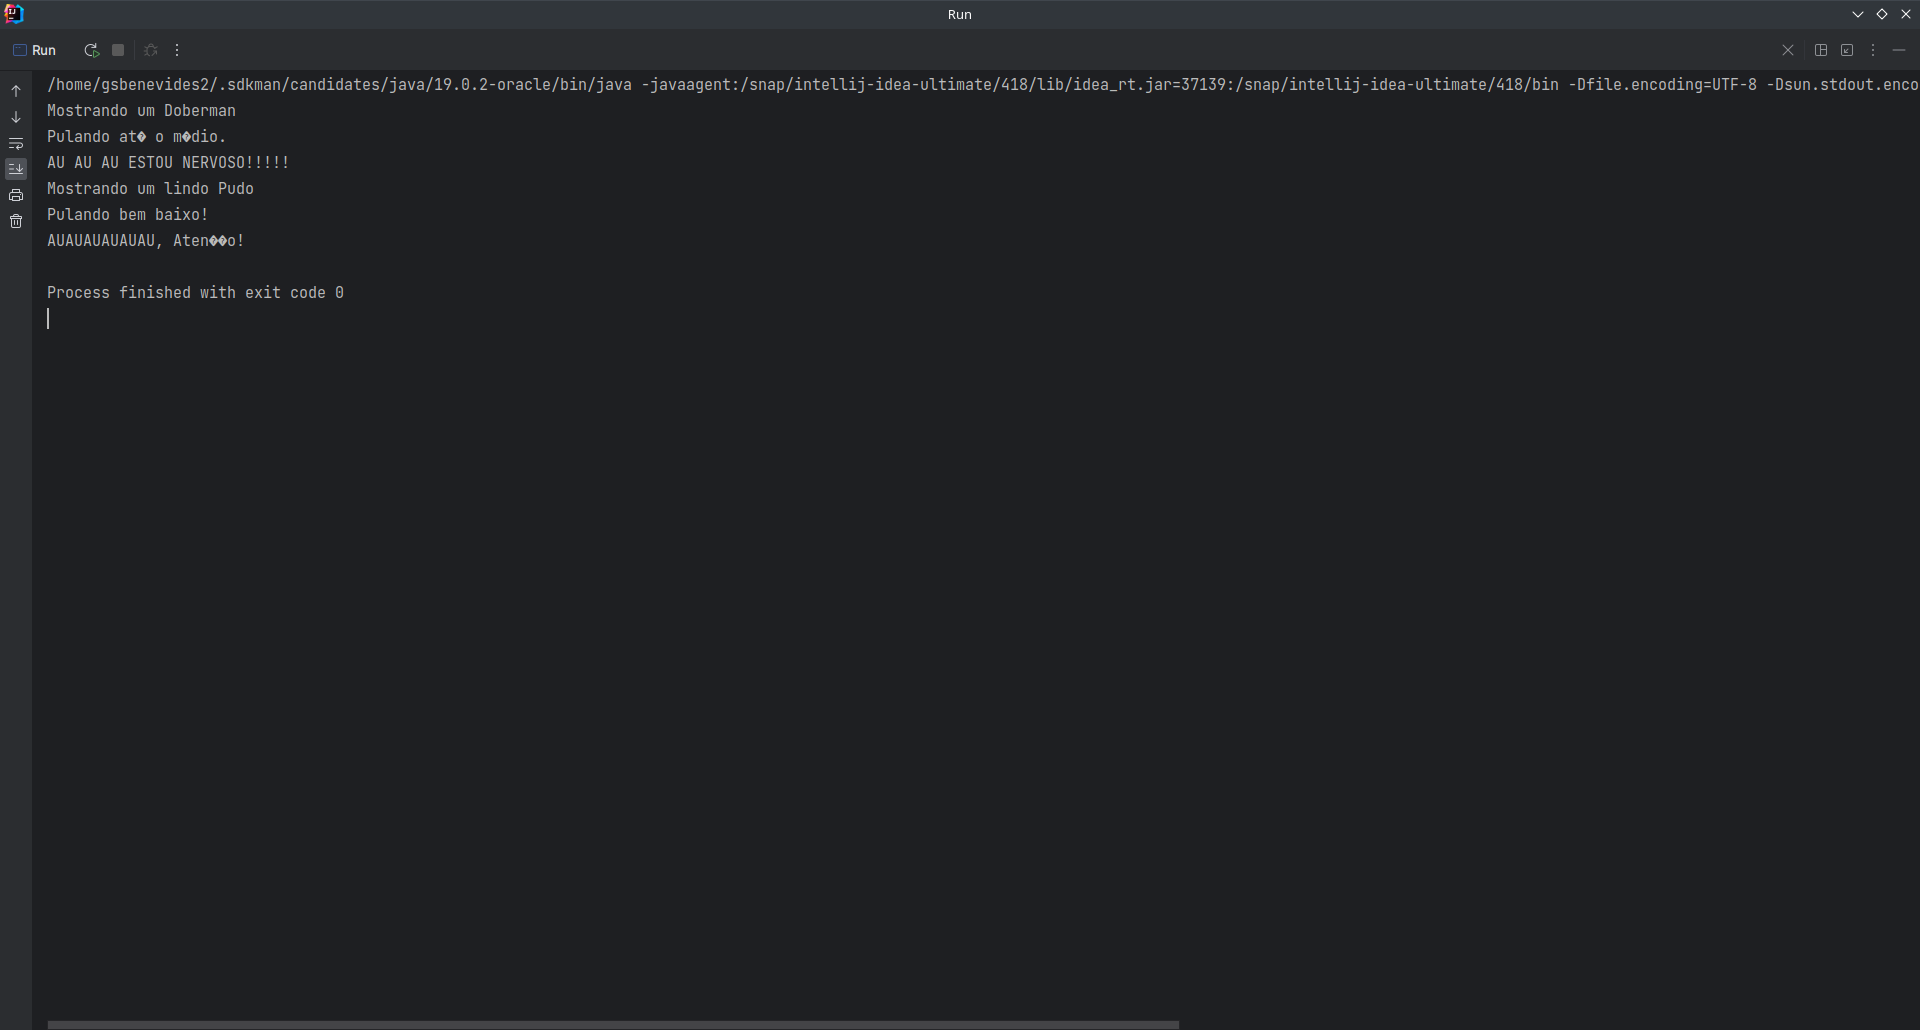 Run
Run
/home/gsbenevides2/.sdkman/candidates/java/19.0.2-oracle/bin/java -javaagent:/snap/intellij-idea-ultimate/418/lib/idea_rt.jar=37139:/snap/intellij-idea-ultimate/418/bin -Dfile.encoding=UTF-8 -Dsun.stdout.enco
Mostrando um Doberman
Pulando at� o m�dio.
AU AU AU ESTOU NERVOSO!!!!!
Mostrando um lindo Pudo
Pulando bem baixo!
AUAUAUAUAUAU, Aten��o!
Process finished with exit code 0